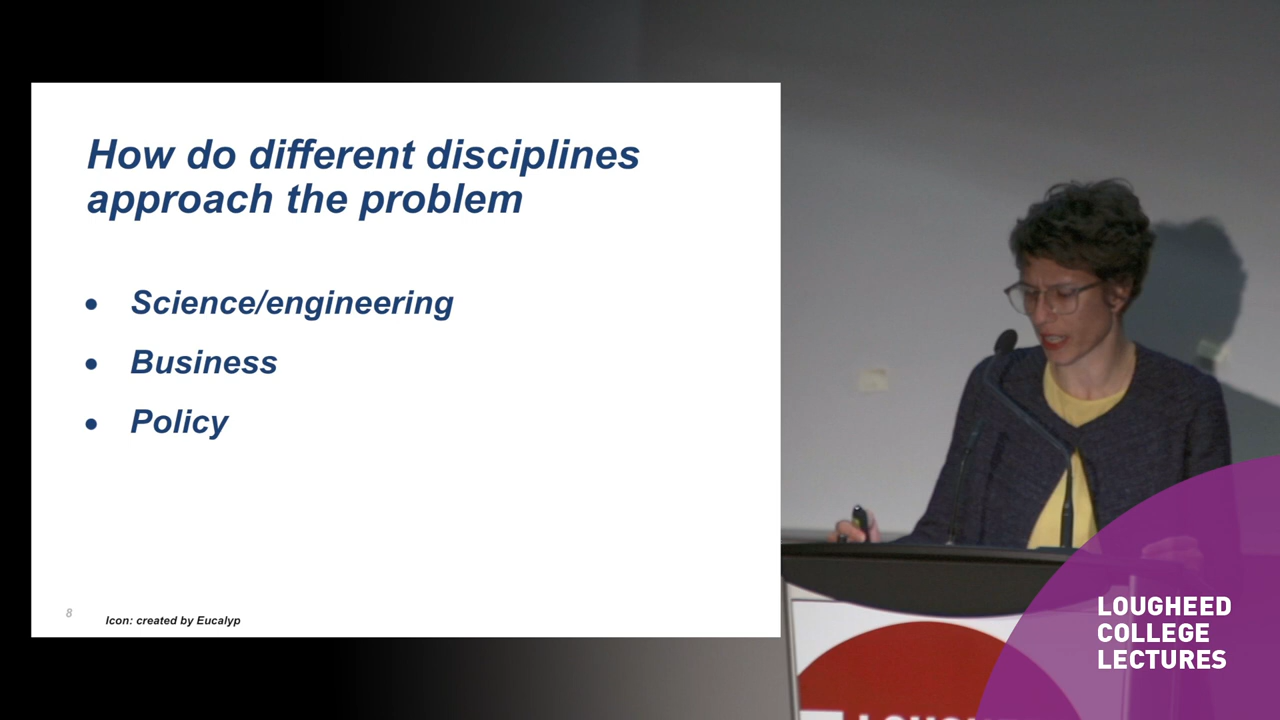 How do different disciplines
approach the problem
• Science/engineering
• Business
• Policy
8
Icon: created by Eucalyp
LOUGHEED
COLLEGE
LECTURES